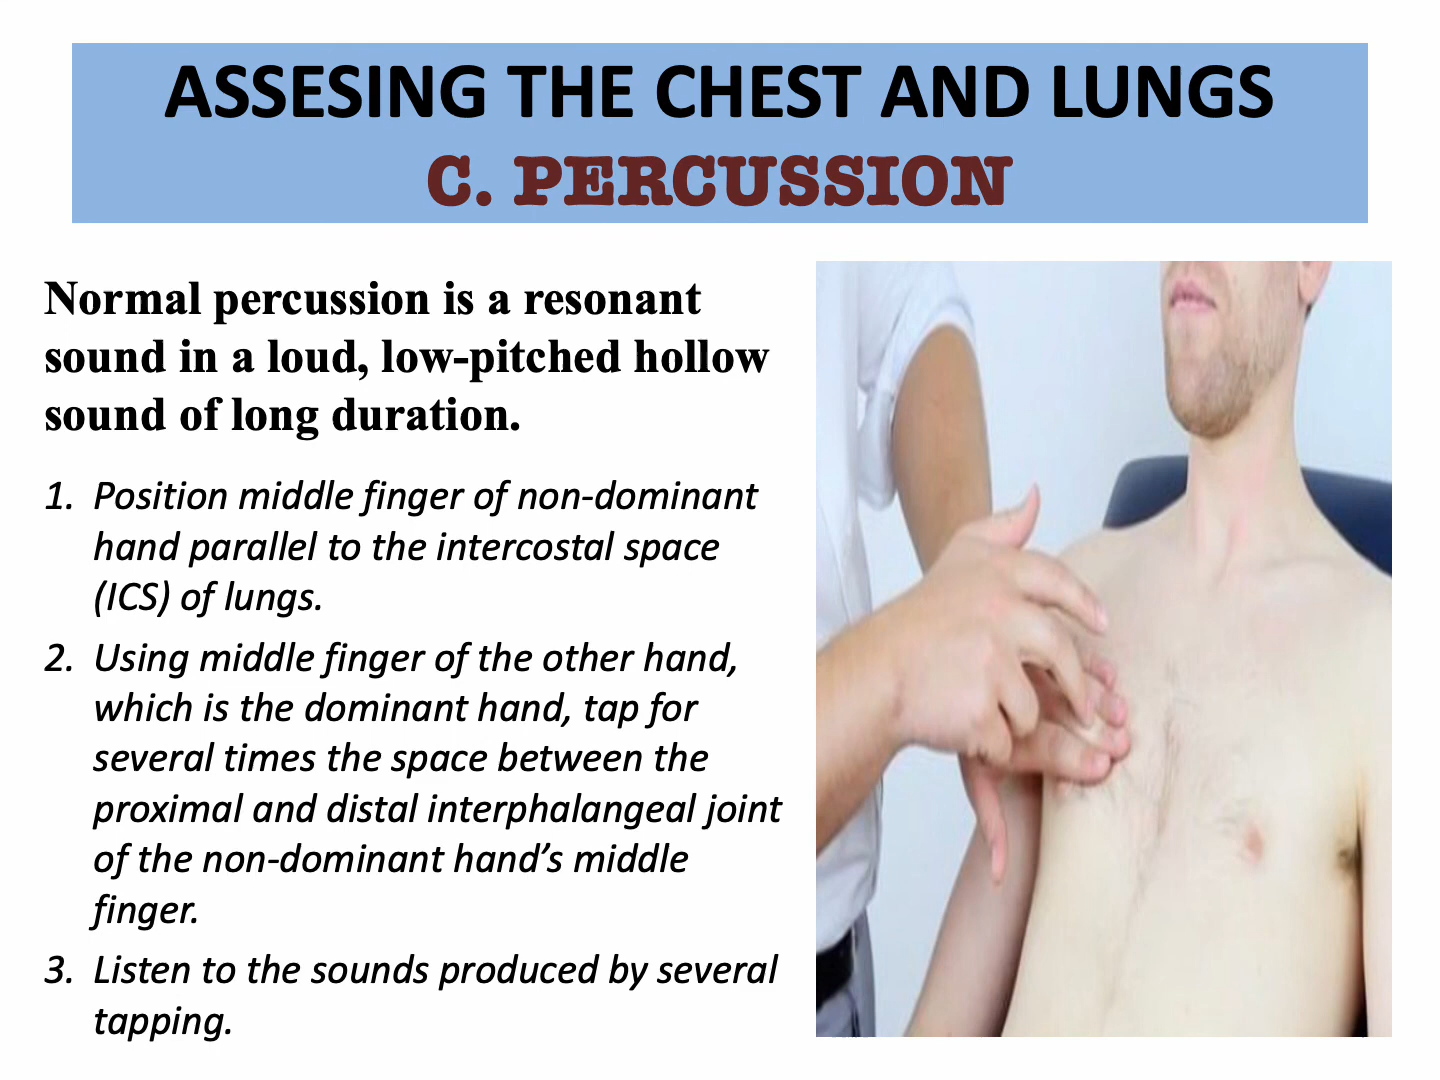 ASSESING THE CHEST AND LUNGS
C. PERCUSSION
Normal percussion is a resonant
sound in a loud, low-pitched hollow
sound of long duration.
1. Position middle finger of non-dominant
hand parallel to the intercostal space
(ICS) of lungs.
2. Using middle finger of the other hand,
which is the dominant hand, tap for
several times the space between the
proximal and distal interphalangeal joint
of the non-dominant hand’s middle
finger.
3. Listen to the sounds produced by several
tapping.